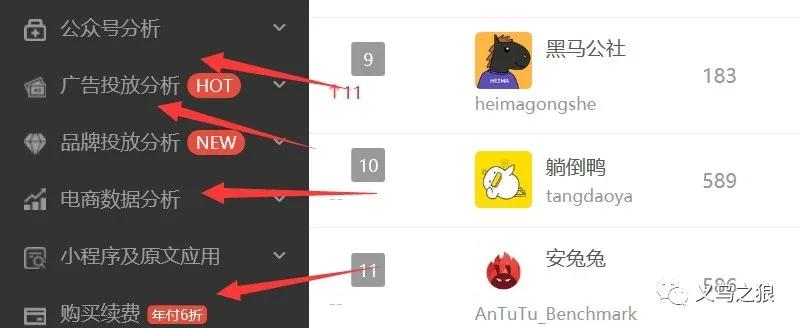 公众号分析
广告投放分析 HOT
品牌投放分析 NEW
电商数据分析
小程序及原文应用
购买续费 年付6折
9
↑11
黑马公社
HEIMA
heimagongshe
183
10
--
躺倒鸭
tangdaoya
589
11
--
安兔兔
AnTuTu_Benchmark
586
义乌之狼